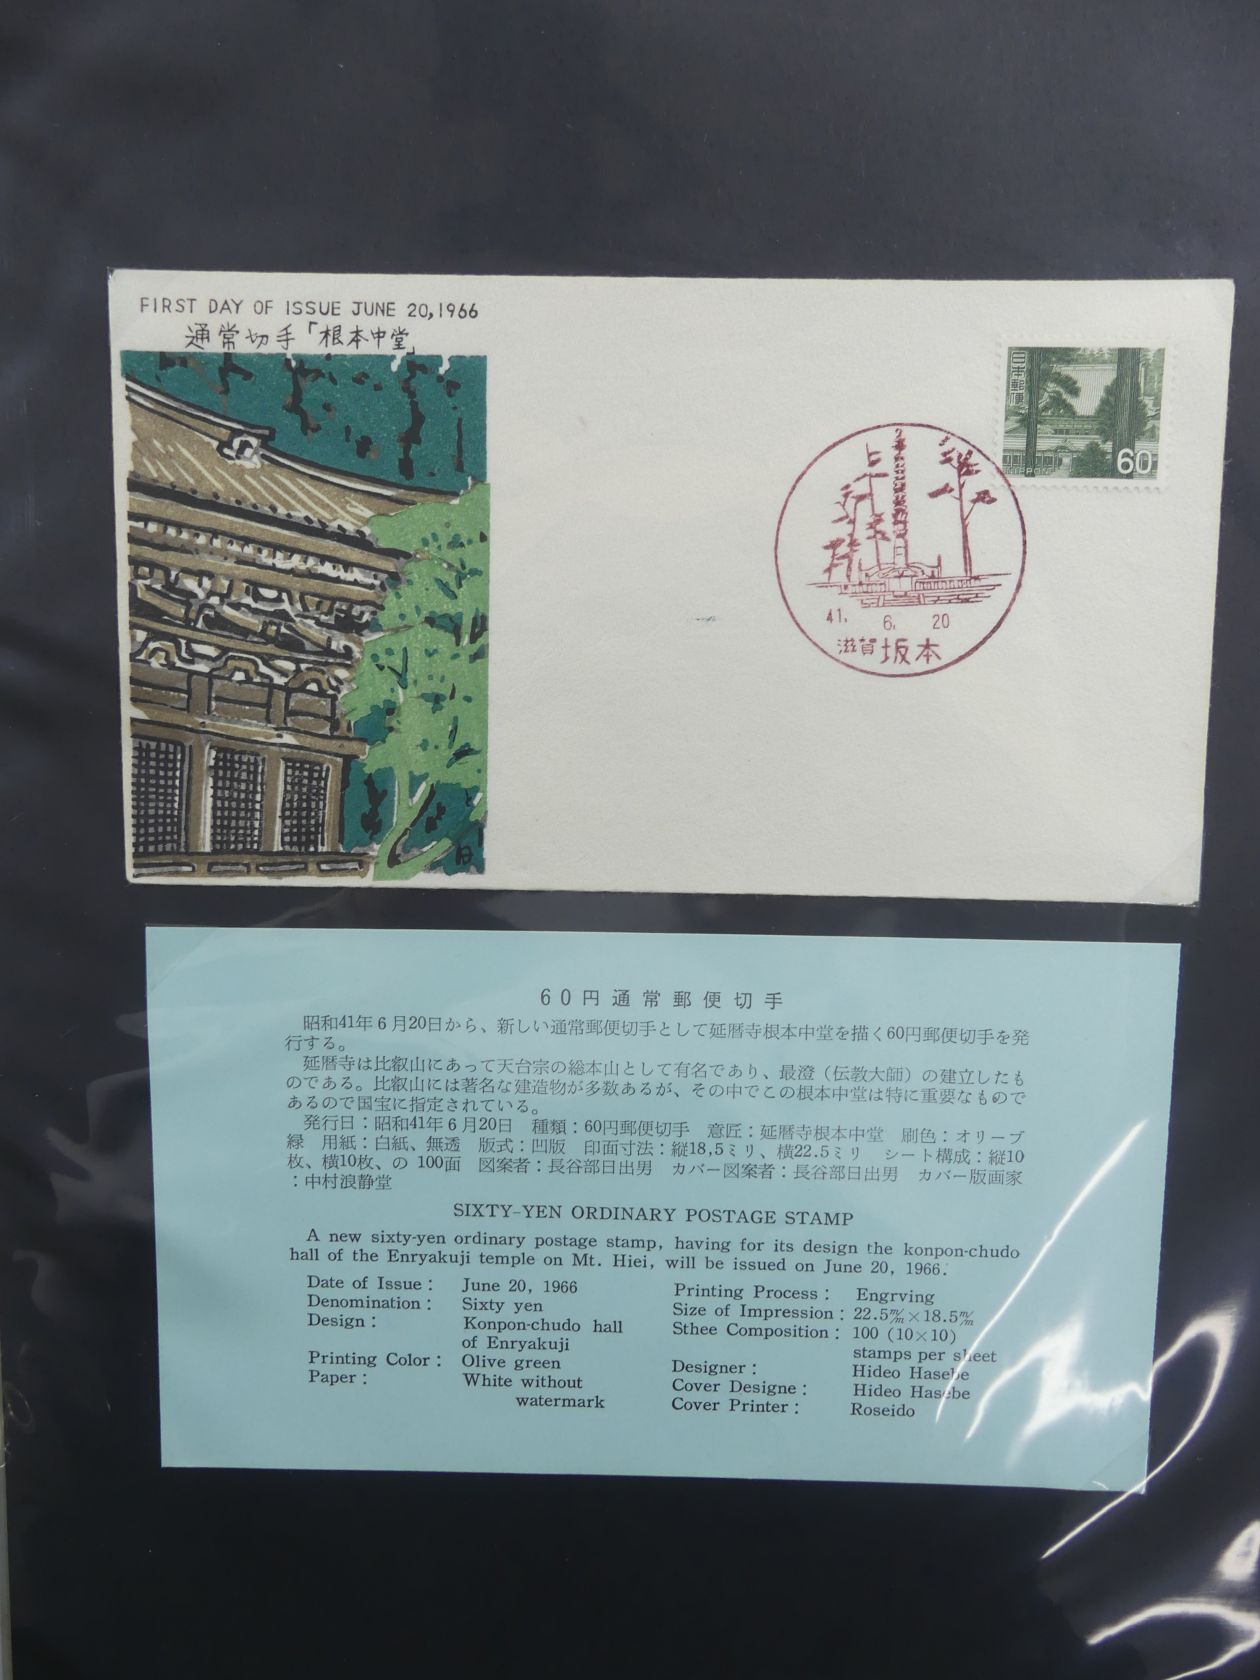 FIRST DAY OF ISSUE JUNE 20, 1966
通常切手「根本中堂」
日本郵便
60
NIPPON
41. 6. 20
滋賀 坂本
60円通常郵便切手
昭和41年6月20日から、新しい通常郵便切手として延暦寺根本中堂を描く60円郵便切手を発
行する。
延暦寺は比叡山にあって天台宗の総本山として有名であり、最澄（伝教大師）の建立したも
のである。比叡山には著名な建造物が多数あるが、その中でこの根本中堂は特に重要なもので
あるので国宝に指定されている。
発行日：昭和41年6月20日 種類：60円郵便切手 意匠：延暦寺根本中堂 刷色：オリーブ
緑 用紙：白紙、無透 版式：凹版 印面寸法：縦18,5ミリ、横22.5ミリ シート構成：縦10
枚、横10枚、の 100面 図案者：長谷部日出男 カバー図案者：長谷部日出男 カバー版画家
：中村浪静堂
SIXTY-YEN ORDINARY POSTAGE STAMP
A new sixty-yen ordinary postage stamp, having for its design the konpon-chudo
hall of the Enryakuji temple on Mt. Hiei, will be issued on June 20, 1966.
Date of Issue : June 20, 1966
Denomination : Sixty yen
Design : Konpon-chudo hall
of Enryakuji
Printing Color : Olive green
Paper : White without
watermark
Printing Process : Engrving
Size of Impression : 22.5m/m×18.5m/m
Sthee Composition : 100 (10×10)
stamps per sheet
Designer : Hideo Hasebe
Cover Designe : Hideo Hasebe
Cover Printer : Roseido